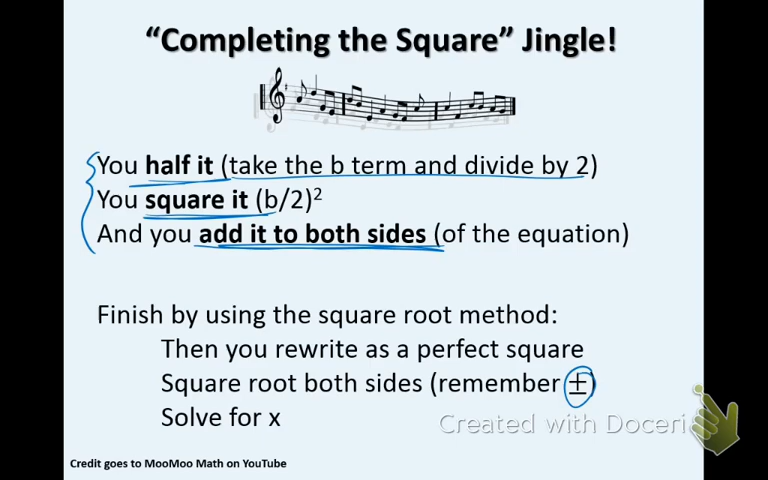 “Completing the Square” Jingle!
You half it (take the b term and divide by 2)
You square it (b/2)²
And you add it to both sides (of the equation)
Finish by using the square root method:
Then you rewrite as a perfect square
Square root both sides (remember ±)
Solve for x
Created with Doceri
Credit goes to MooMoo Math on YouTube